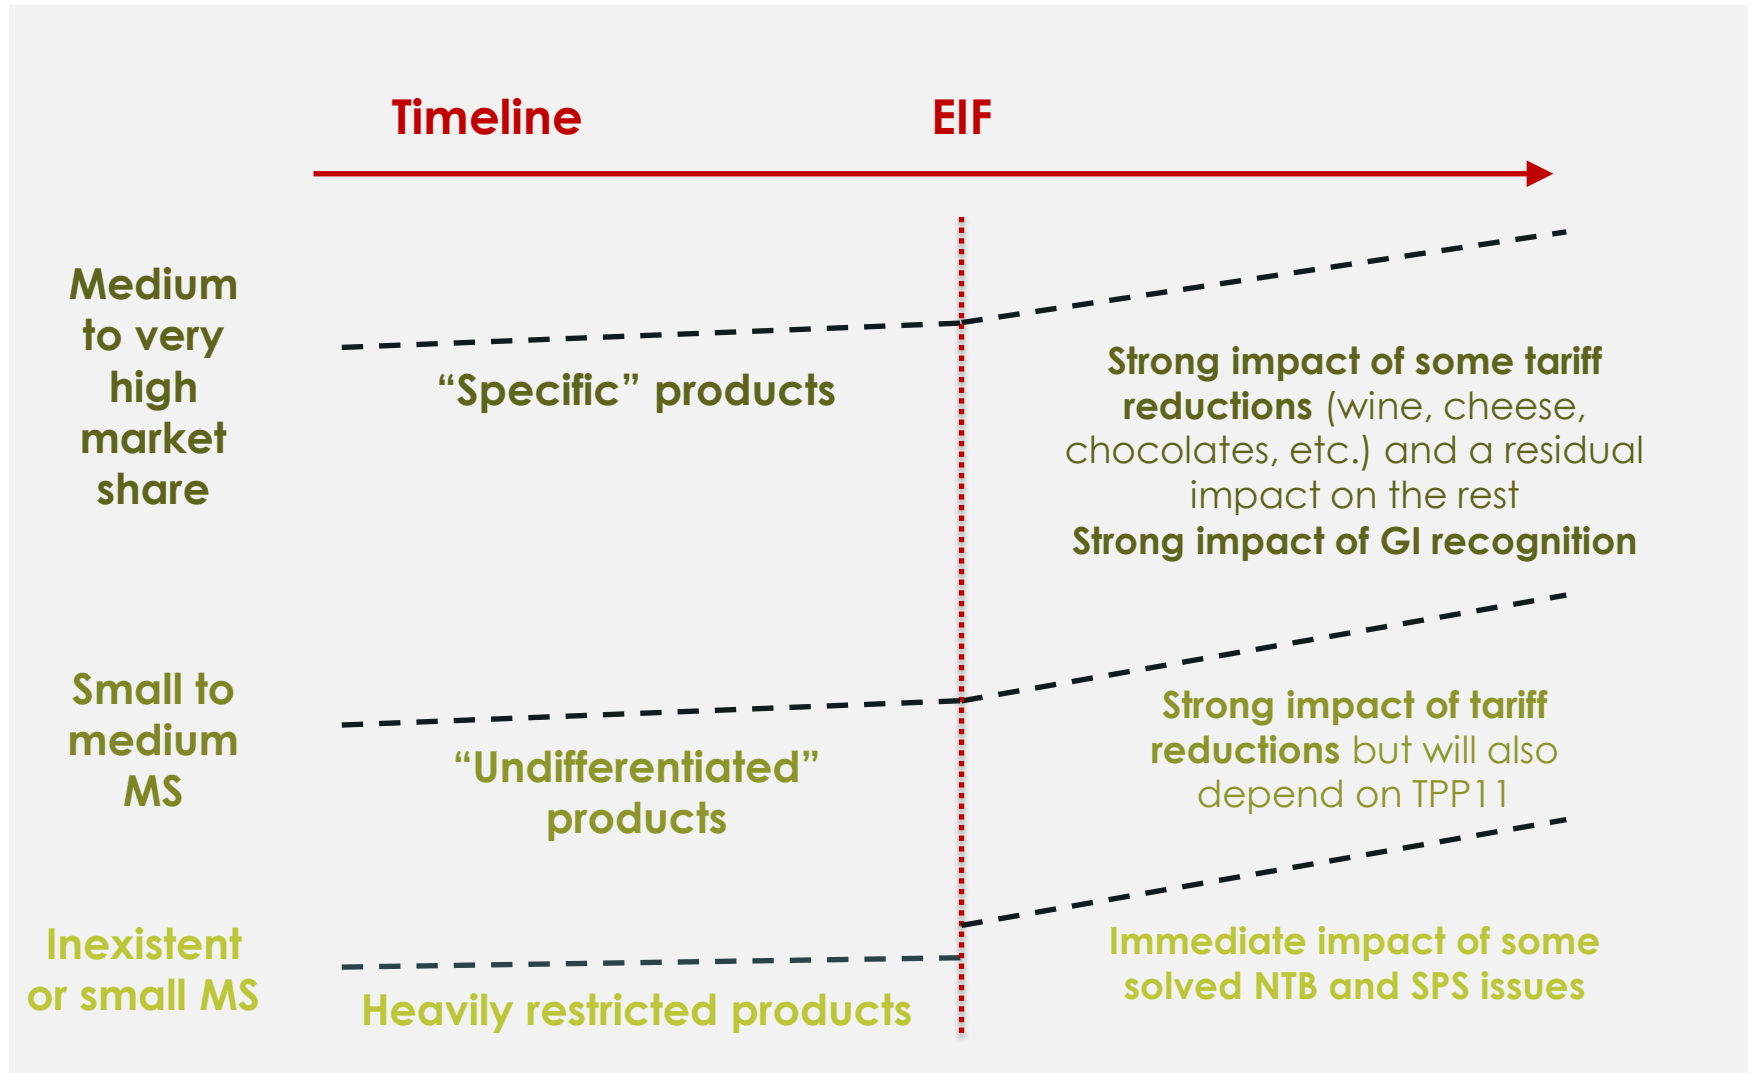 Timeline
EIF
Medium
to very
high
market
share
“Specific” products
Strong impact of some tariff
reductions (wine, cheese,
chocolates, etc.) and a residual
impact on the rest
Strong impact of GI recognition
Small to
medium
MS
“Undifferentiated”
products
Strong impact of tariff
reductions but will also
depend on TPP11
Inexistent
or small MS
Heavily restricted products
Immediate impact of some
solved NTB and SPS issues